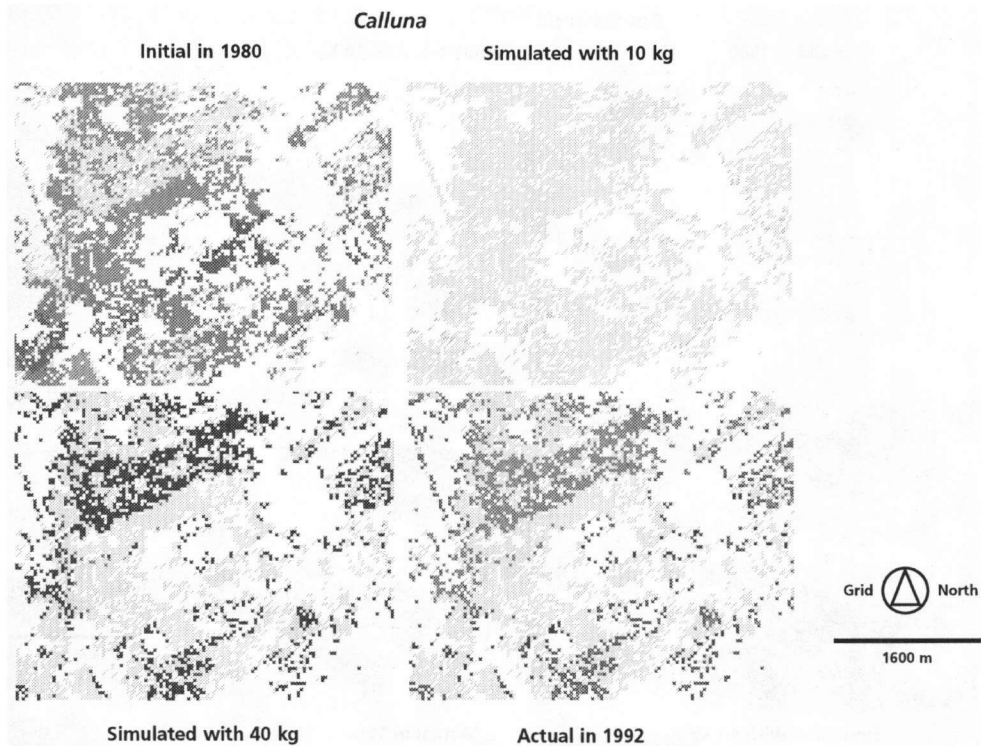 Calluna
Initial in 1980
Simulated with 10 kg
Grid North
1600 m
Simulated with 40 kg
Actual in 1992